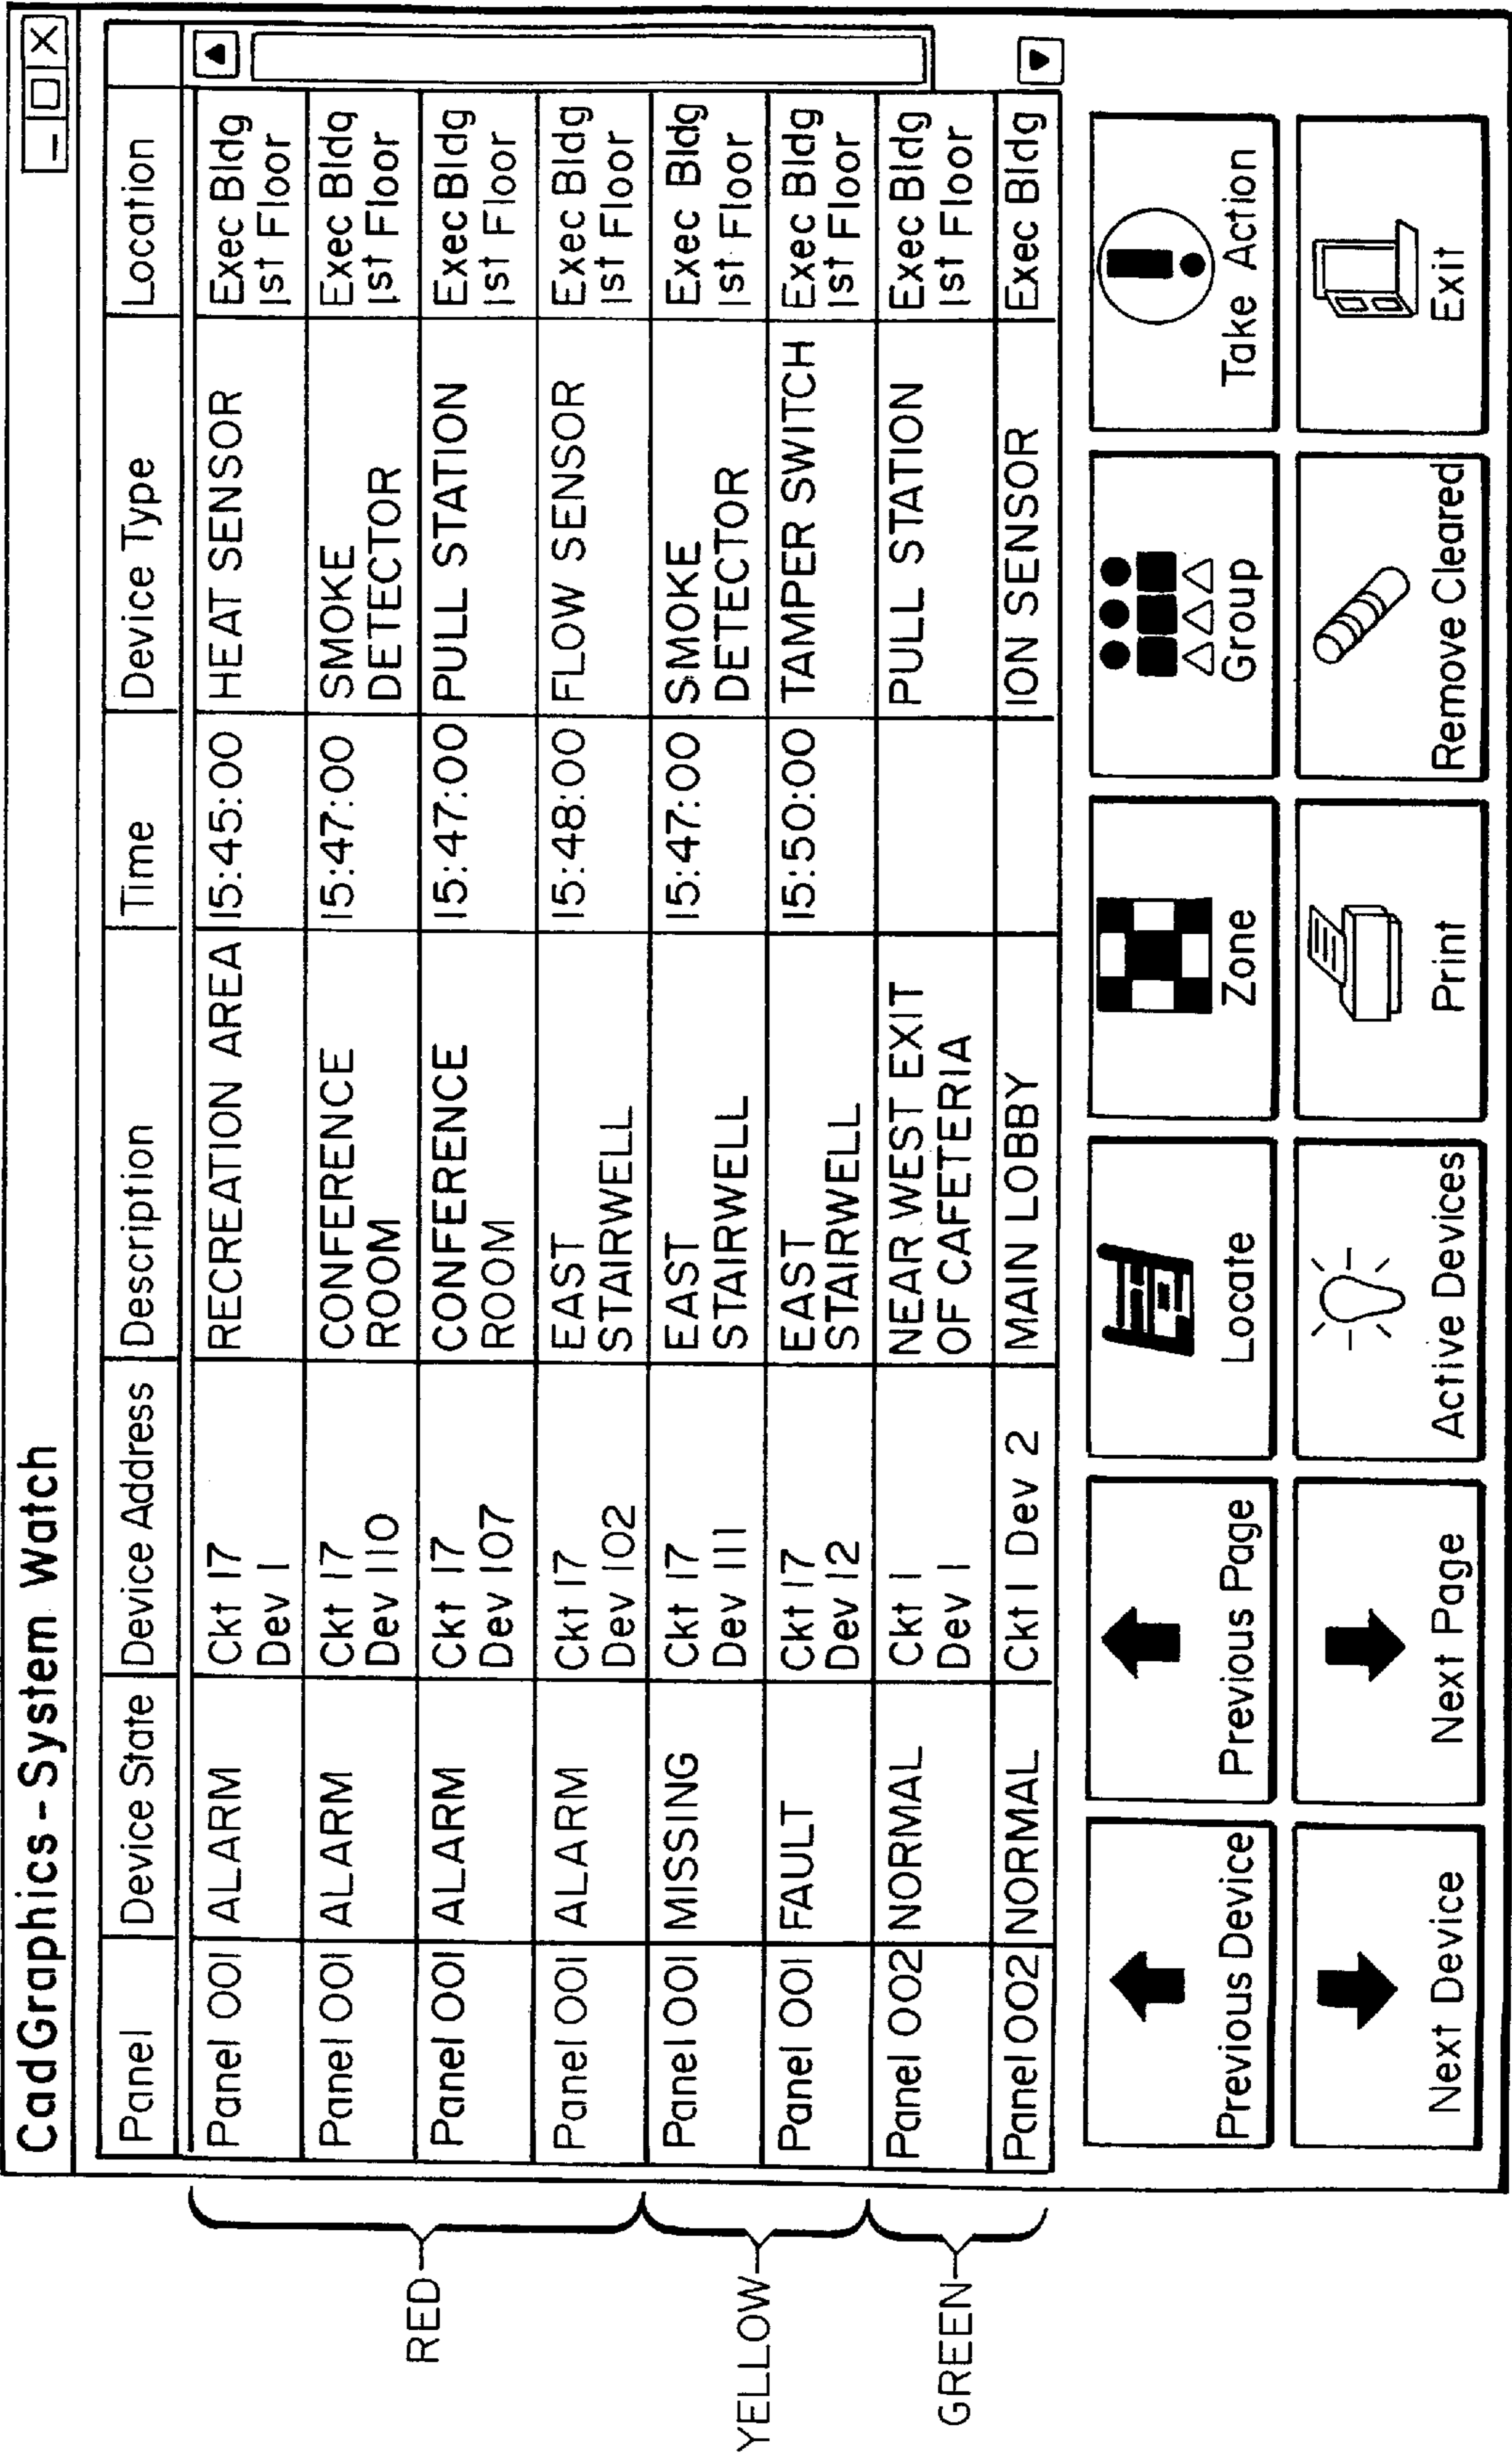 CadGraphics - System Watch
Panel Device State Device Address Description Time Device Type Location
Panel 001 ALARM Ckt 17 RECREATION AREA 15:45:00 HEAT SENSOR Exec Bldg
Dev 1 1st Floor
Panel 001 ALARM Ckt 17 CONFERENCE 15:47:00 SMOKE Exec Bldg
Dev 110 ROOM DETECTOR 1st Floor
RED
Panel 001 ALARM Ckt 17 CONFERENCE 15:47:00 PULL STATION Exec Bldg
Dev 107 ROOM 1st Floor
Panel 001 ALARM Ckt 17 EAST 15:48:00 FLOW SENSOR Exec Bldg
Dev 102 STAIRWELL 1st Floor
Panel 001 MISSING Ckt 17 EAST 15:47:00 SMOKE Exec Bldg
Dev 111 STAIRWELL DETECTOR 1st Floor
YELLOW
Panel 001 FAULT Ckt 17 EAST 15:50:00 TAMPER SWITCH Exec Bldg
Dev 12 STAIRWELL 1st Floor
Panel 002 NORMAL Ckt 1 NEAR WEST EXIT PULL STATION Exec Bldg
Dev 1 OF CAFETERIA 1st Floor
GREEN
Panel 002 NORMAL Ckt 1 Dev 2 MAIN LOBBY ION SENSOR Exec Bldg
Previous Device Previous Page Locate Zone Group Take Action
Next Device Next Page Active Devices Print Remove Cleared Exit